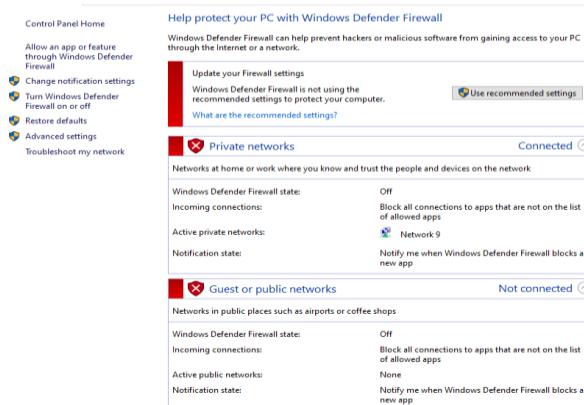 Control Panel Home
Allow an app or feature
through Windows Defender
Firewall
Change notification settings
Turn Windows Defender
Firewall on or off
Restore defaults
Advanced settings
Troubleshoot my network
Help protect your PC with Windows Defender Firewall
Windows Defender Firewall can help prevent hackers or malicious software from gaining access to your PC
through the Internet or a network.
Update your Firewall settings
Windows Defender Firewall is not using the
recommended settings to protect your computer.
What are the recommended settings?
Use recommended settings
Private networks Connected
Networks at home or work where you know and trust the people and devices on the network
Windows Defender Firewall state: Off
Incoming connections: Block all connections to apps that are not on the list
of allowed apps
Active private networks: Network 9
Notification state: Notify me when Windows Defender Firewall blocks a
new app
Guest or public networks Not connected
Networks in public places such as airports or coffee shops
Windows Defender Firewall state: Off
Incoming connections: Block all connections to apps that are not on the list
of allowed apps
Active public networks: None
Notification state: Notify me when Windows Defender Firewall blocks a
new app